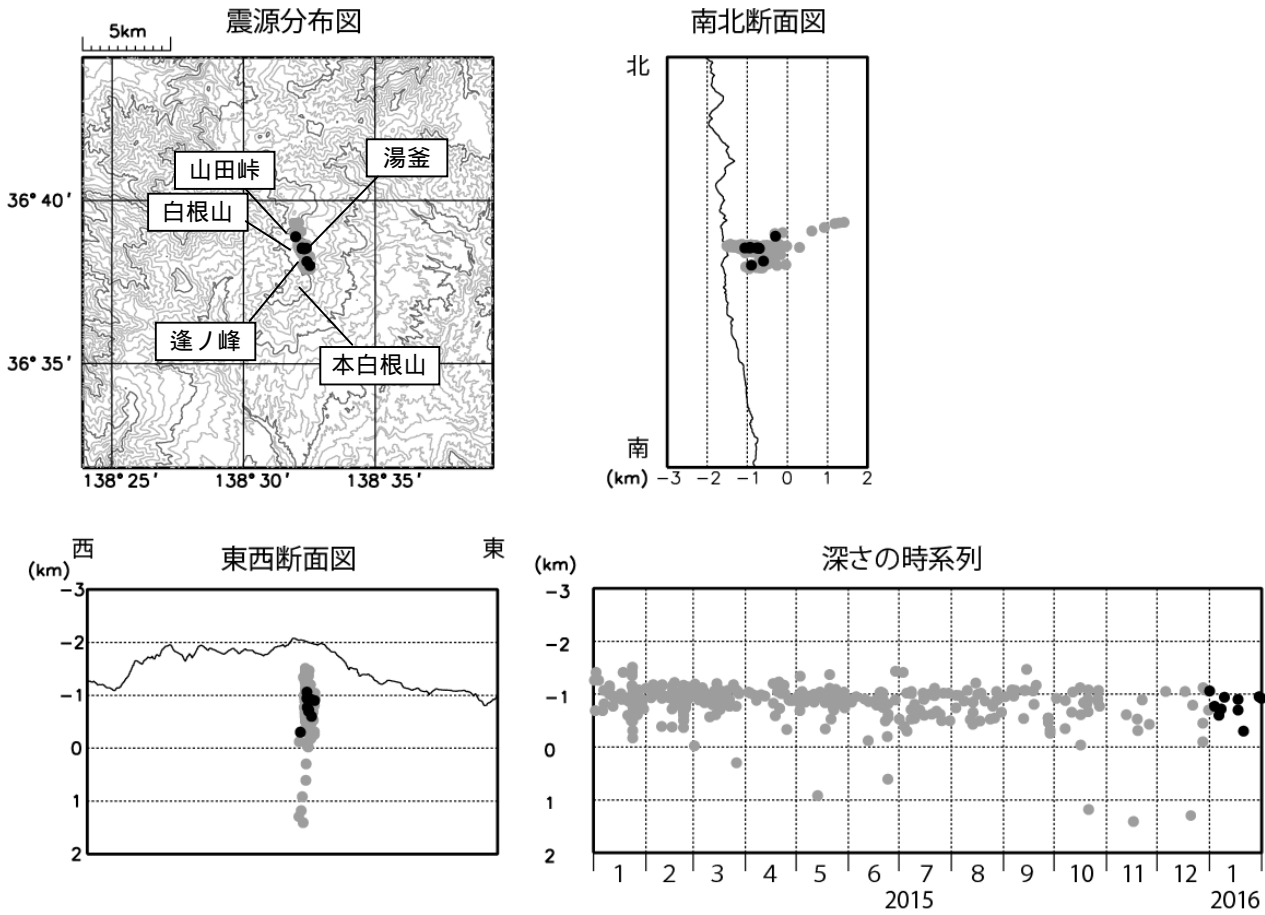 震源分布図
5km
山田峠
湯釜
白根山
逢ノ峰
本白根山
36°40′
36°35′
138°25′ 138°30′ 138°35′
南北断面図
北
南
(km) −3 −2 −1 0 1 2
東西断面図
西
東
(km)
−3
−2
−1
0
1
2
深さの時系列
(km)
−3
−2
−1
0
1
2
1 2 3 4 5 6 7 8 9 10 11 12 1
2015 2016